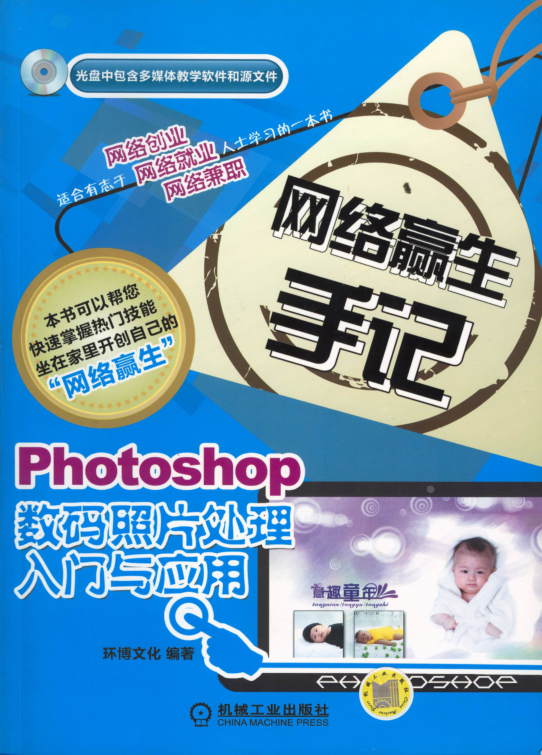 光盘中包含多媒体教学软件和源文件
网络创业
适合有志于 网络就业 人士学习的一本书
网络兼职
网络赢生
手记
本书可以帮您
快速掌握热门技能
坐在家里开创自己的
“网络赢生”
Photoshop
数码照片处理
入门与应用
童年
环博文化 编著
PHOTOSHOP
机械工业出版社
CHINA MACHINE PRESS